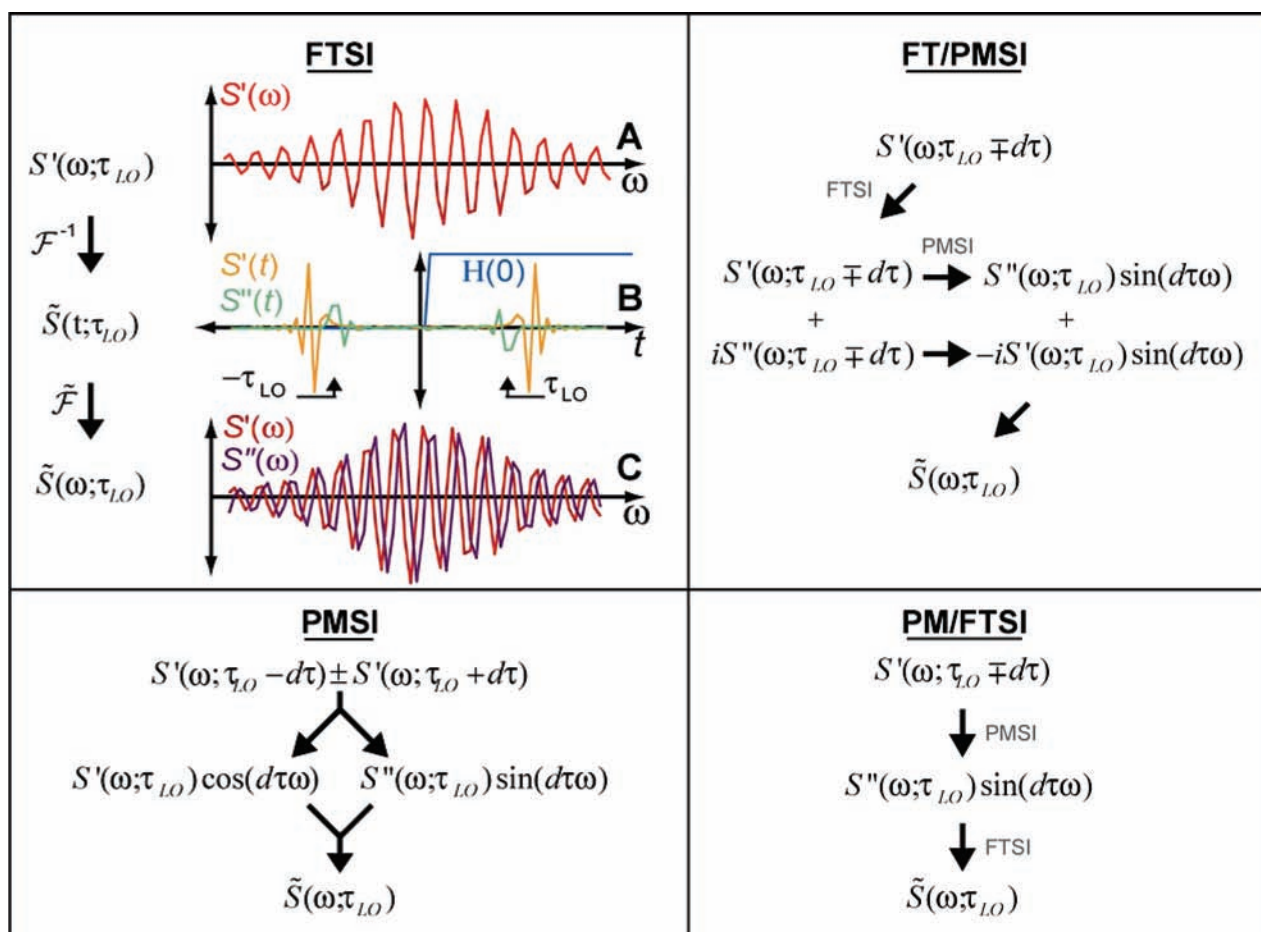 FTSI
S'(ω;τ_LO)
F⁻¹
S̃(t;τ_LO)
F̃
S̃(ω;τ_LO)
S'(ω)
A
ω
S'(t)
S''(t)
H(0)
B
t
−τ_LO
τ_LO
S'(ω)
S''(ω)
C
ω
FT/PMSI
S'(ω;τ_LO ∓dτ)
FTSI
PMSI
S'(ω;τ_LO ∓dτ) S''(ω;τ_LO)sin(dτω)
+ +
iS''(ω;τ_LO ∓dτ) −iS'(ω;τ_LO)sin(dτω)
S̃(ω;τ_LO)
PMSI
S'(ω;τ_LO −dτ)± S'(ω;τ_LO +dτ)
S'(ω;τ_LO)cos(dτω) S''(ω;τ_LO)sin(dτω)
S̃(ω;τ_LO)
PM/FTSI
S'(ω;τ_LO ∓dτ)
PMSI
S''(ω;τ_LO)sin(dτω)
FTSI
S̃(ω;τ_LO)